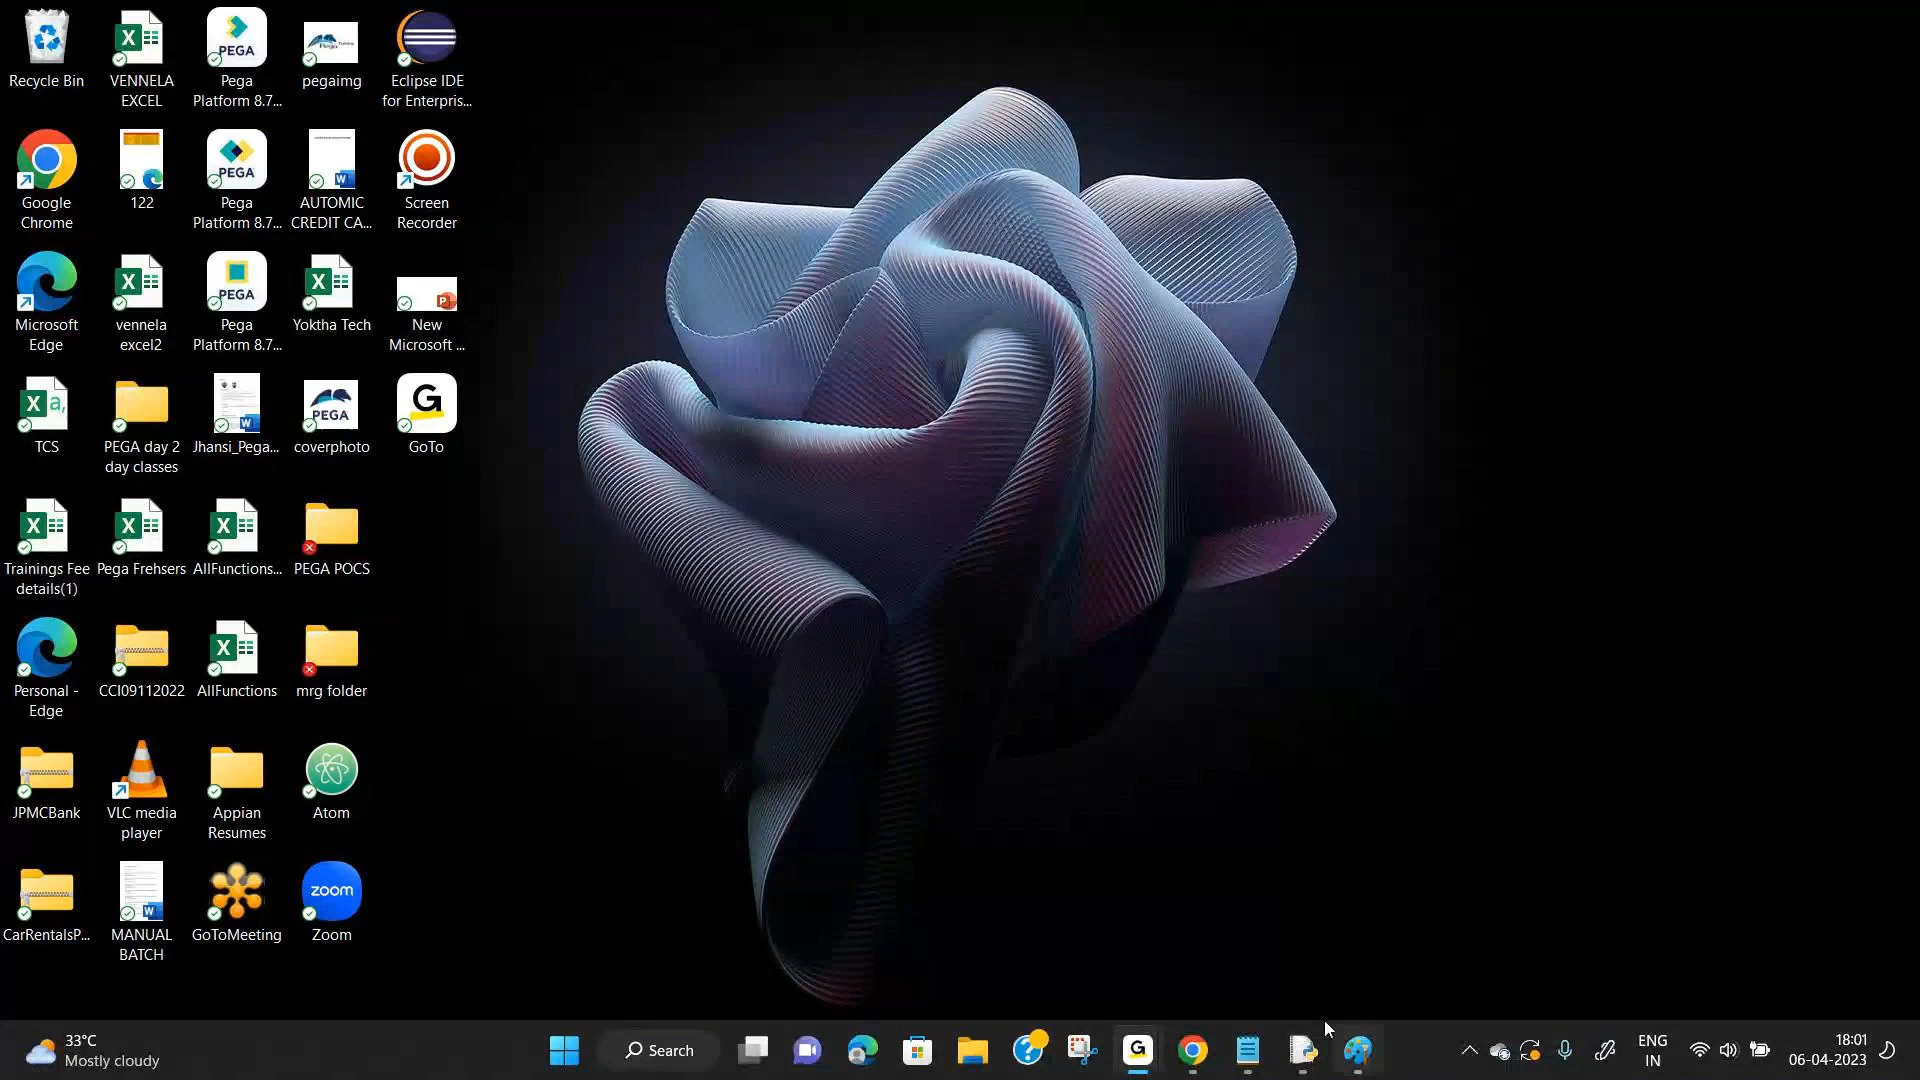 Recycle Bin
VENNELA
EXCEL
PEGA
Pega
Platform 8.7...
pegaimg
Eclipse IDE
for Enterpris...
Google
Chrome
122
PEGA
Pega
Platform 8.7...
AUTOMIC
CREDIT CA...
Screen
Recorder
Microsoft
Edge
vennela
excel2
PEGA
Pega
Platform 8.7...
Yoktha Tech
New
Microsoft ...
TCS
PEGA day 2
day classes
Jhansi_Pega...
PEGA
coverphoto
G
GoTo
Trainings Fee
details(1)
Pega Frehsers
AllFunctions...
PEGA POCS
Personal -
Edge
CCI09112022
AllFunctions
mrg folder
JPMCBank
VLC media
player
Appian
Resumes
Atom
CarRentalsP...
MANUAL
BATCH
GoToMeeting
zoom
Zoom
33°C
Mostly cloudy
Search
G
ENG
IN
18:01
06-04-2023